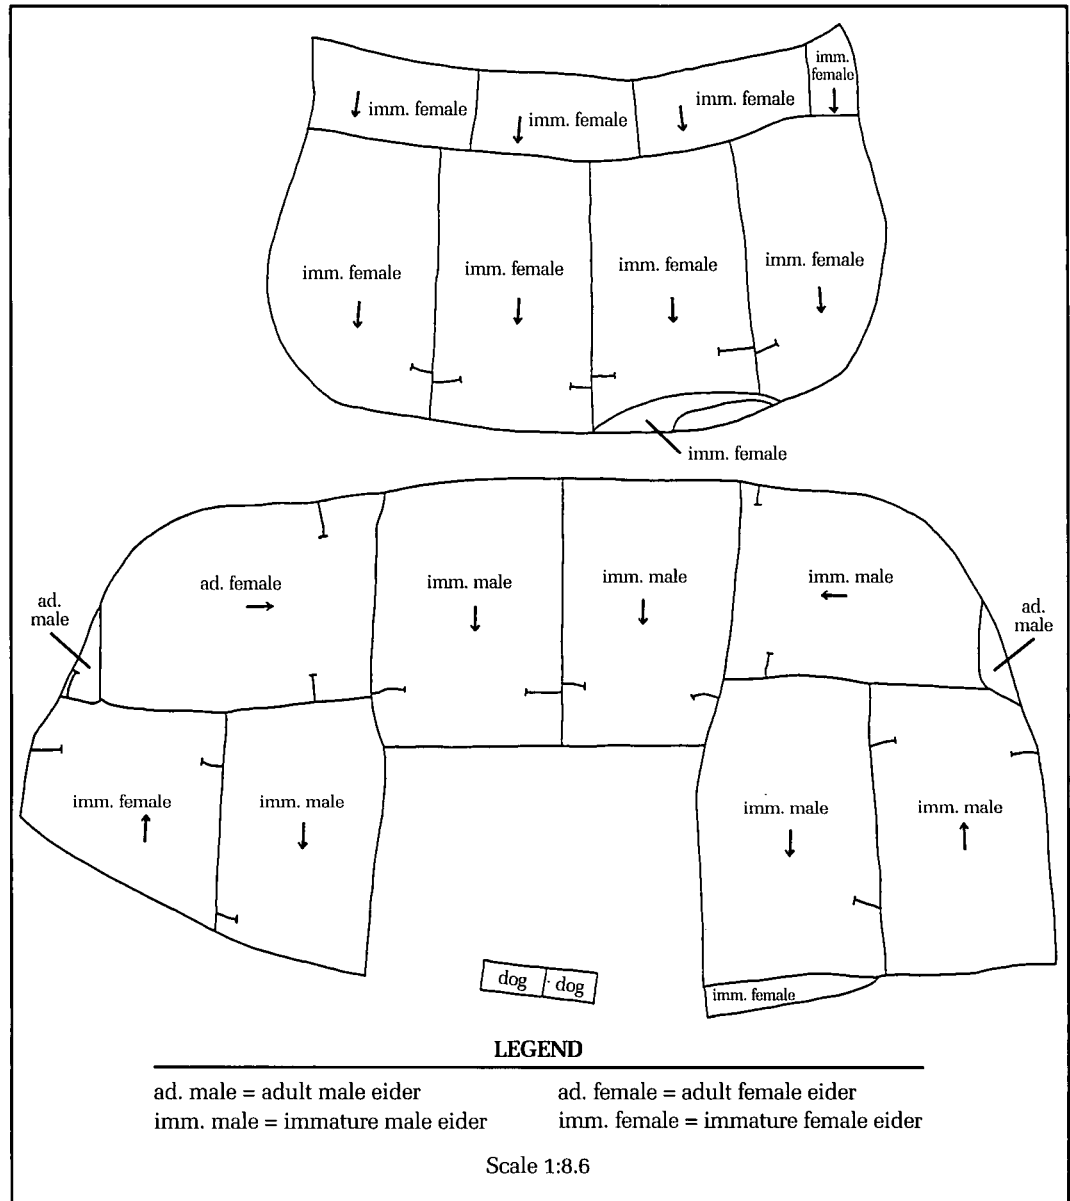 imm.
female
imm. female
imm. female
imm. female
imm. female
imm. female
imm. female
imm. female
imm. female
ad. female
imm. male
imm. male
imm. male
ad.
male
ad.
male
imm. female
imm. male
imm. male
imm. male
dog
dog
imm. female
LEGEND
ad. male = adult male eider
ad. female = adult female eider
imm. male = immature male eider
imm. female = immature female eider
Scale 1:8.6